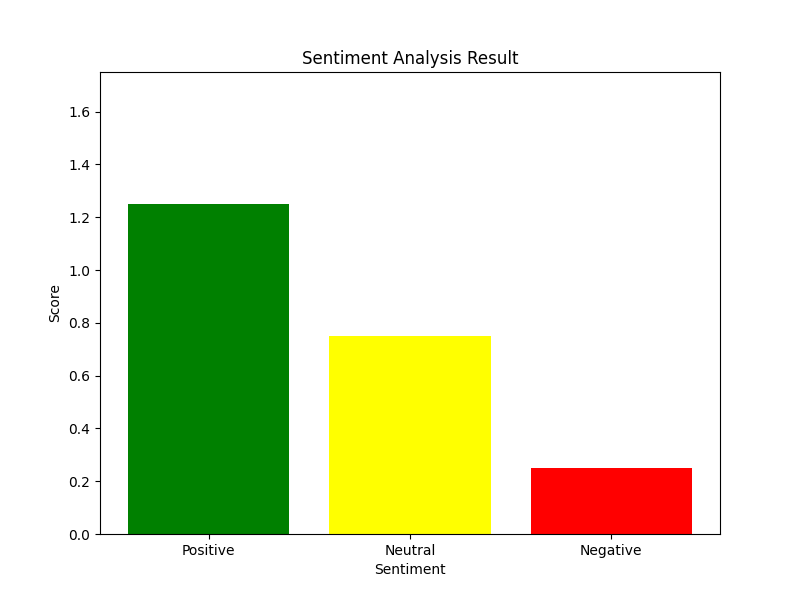 Sentiment Analysis Result
1.6
1.4
1.2
1.0
0.8
0.6
0.4
0.2
0.0
Score
Positive Neutral Negative
Sentiment